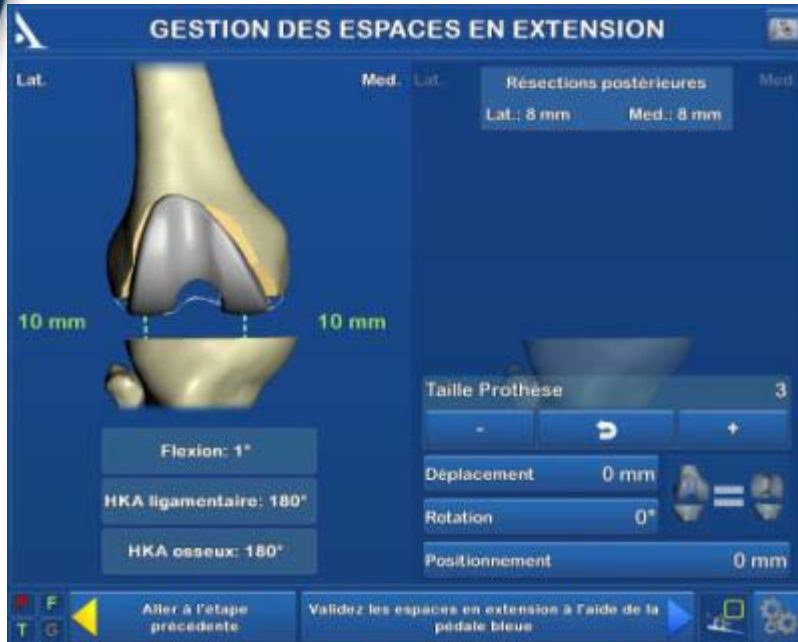 GESTION DES ESPACES EN EXTENSION
Lat.
Med.
Lat.
Med.
Résections postérieures
Lat.: 8 mm
Med.: 8 mm
10 mm
10 mm
Flexion: 1°
HKA ligamentaire: 180°
HKA osseux: 180°
Taille Prothèse
3
-
+
Déplacement
0 mm
Rotation
0°
Positionnement
0 mm
F
T
G
Aller à l'étape
précédente
Validez les espaces en extension à l'aide de la
pédale bleue